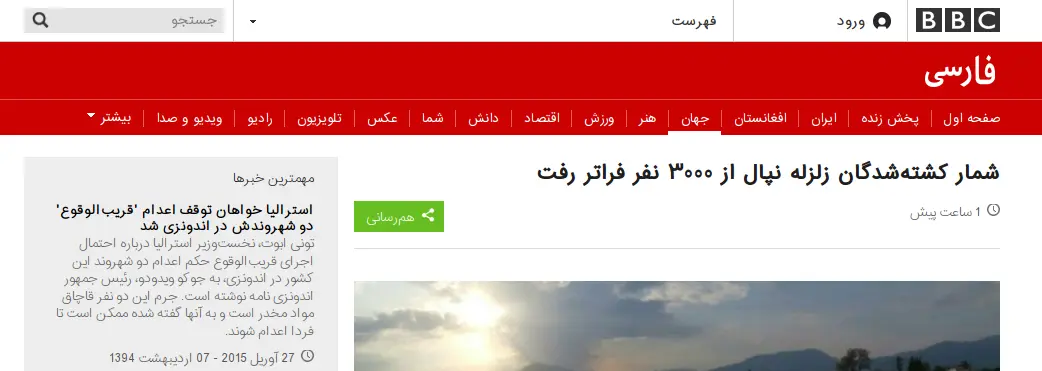 BBC
ورود
فهرست
جستجو
فارسی
صفحه اول
پخش زنده
ایران
افغانستان
جهان
هنر
ورزش
اقتصاد
دانش
شما
عکس
تلویزیون
رادیو
ویدیو و صدا
بیشتر
شمار کشته‌شدگان زلزله نپال از ۳۰۰۰ نفر فراتر رفت
1 ساعت پیش
هم‌رسانی
مهمترین خبرها
استرالیا خواهان توقف اعدام 'قریب‌الوقوع'
دو شهروندش در اندونزی شد
تونی ابوت، نخست‌وزیر استرالیا درباره احتمال
اجرای قریب‌الوقوع حکم اعدام دو شهروند این
کشور در اندونزی، به جوکو ویدودو، رئیس جمهور
اندونزی نامه نوشته است. جرم این دو نفر قاچاق
مواد مخدر است و به آنها گفته شده ممکن است تا
فردا اعدام شوند.
27 آوریل 2015 - 07 اردیبهشت 1394